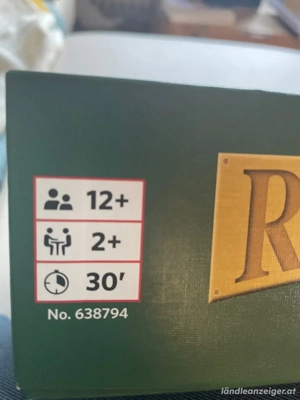 12+
2+
30’
No. 638794
R
ländleanzeiger.at